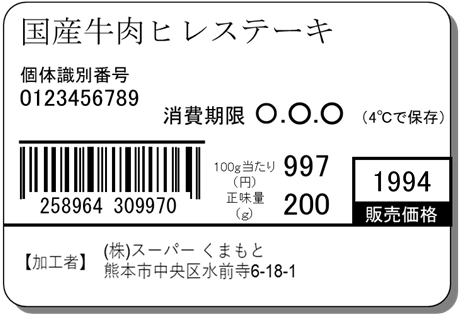 国産牛肉ヒレステーキ
個体識別番号
0123456789
消費期限 〇.〇.〇 (4℃で保存)
258964 309970
100g当たり
(円)
997
正味量
(g)
200
1994
販売価格
【加工者】
(株)スーパー くまもと
熊本市中央区水前寺6-18-1